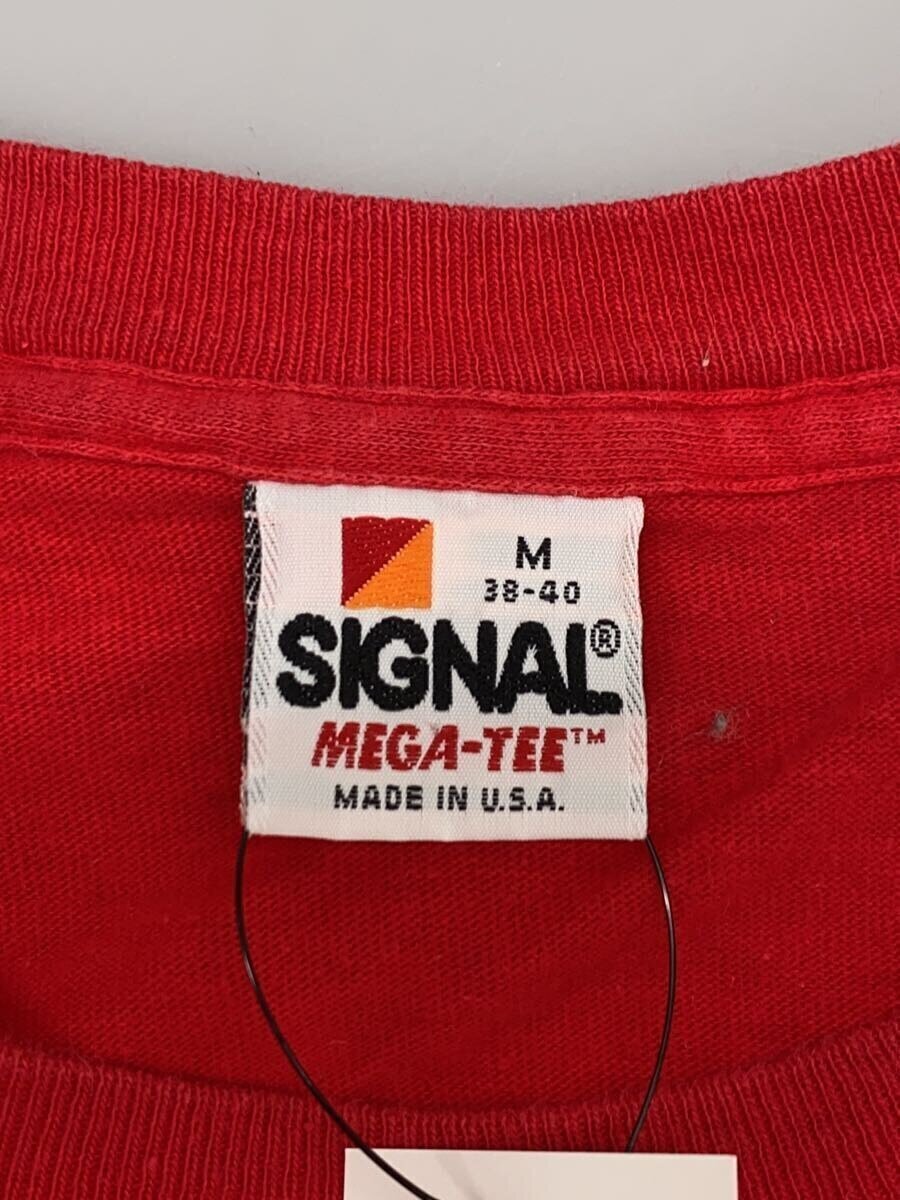 M
38-40
SIGNAL®
MEGA-TEE™
MADE IN U.S.A.